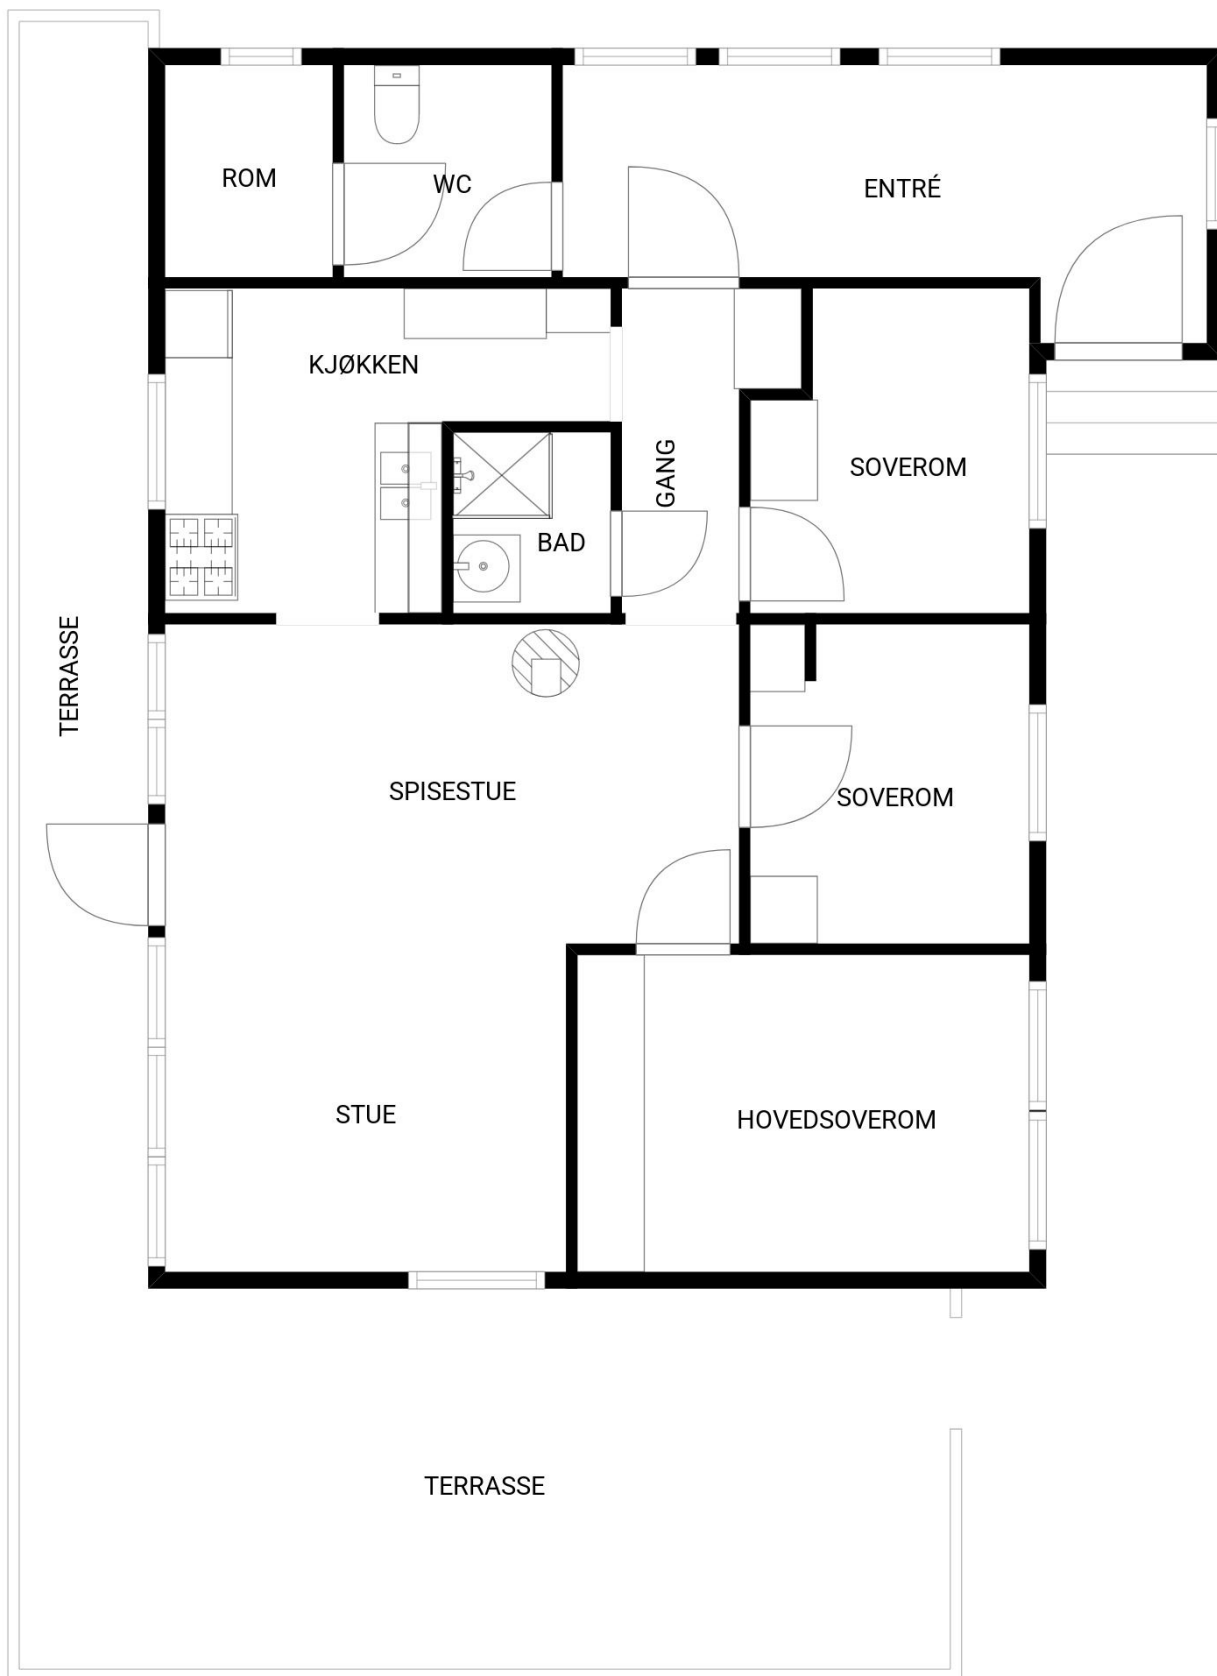 ROM
WC
ENTRÉ
KJØKKEN
GANG
SOVEROM
BAD
TERRASSE
SPISESTUE
SOVEROM
STUE
HOVEDSOVEROM
TERRASSE